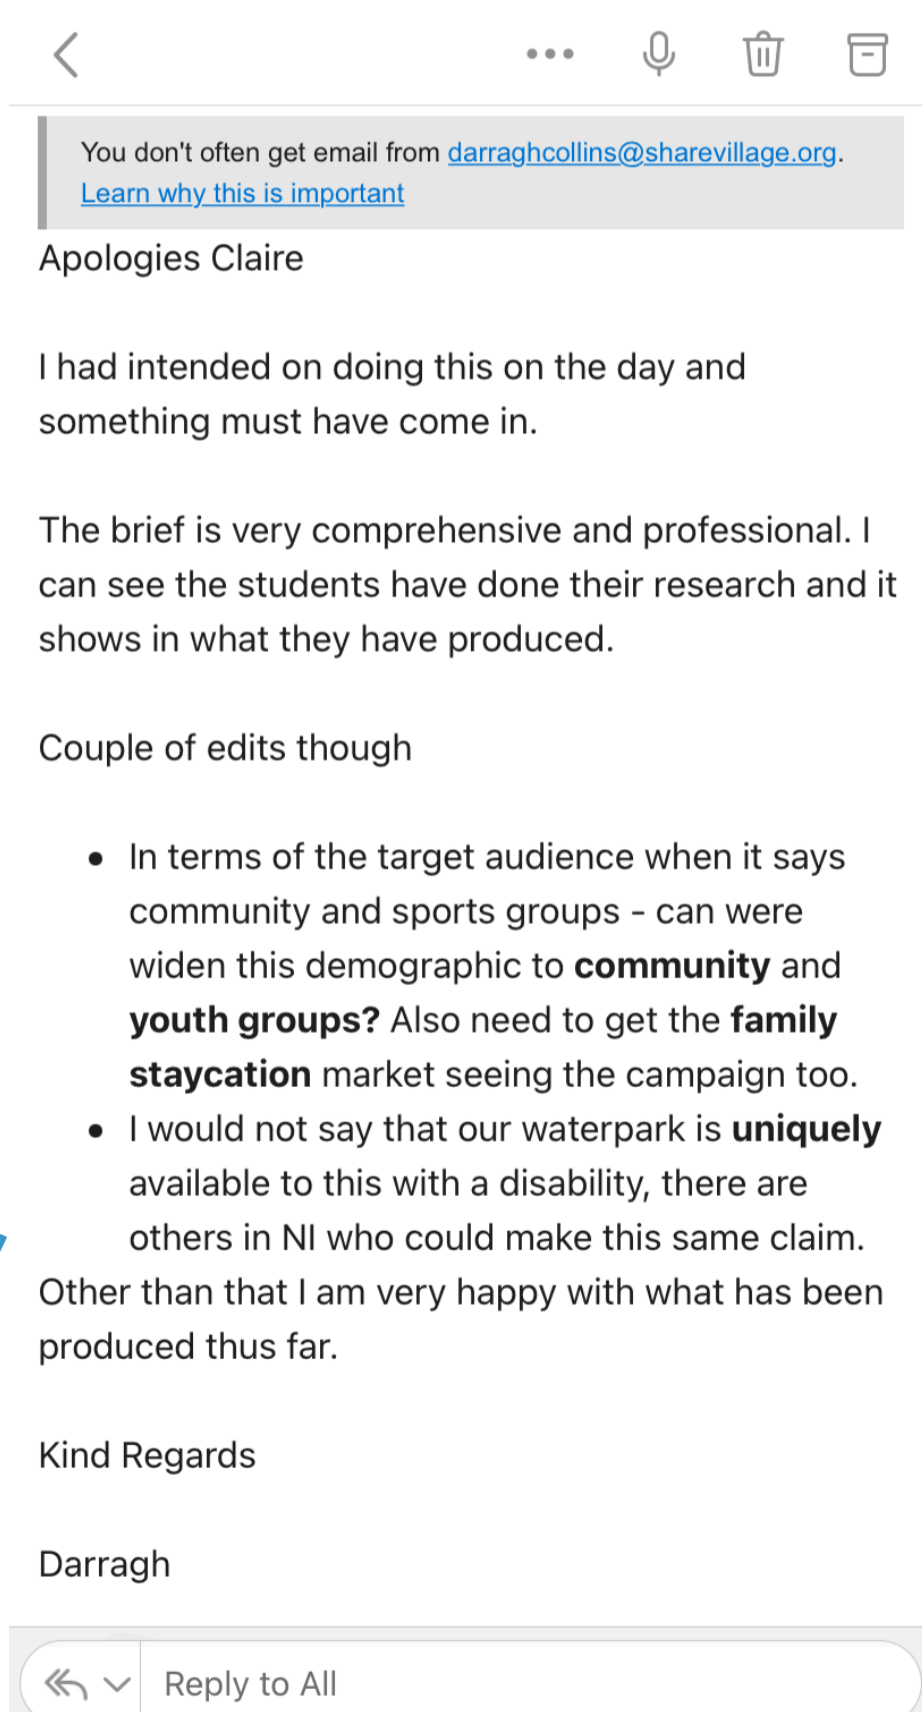 You don't often get email from darraghcollins@sharevillage.org.
Learn why this is important
Apologies Claire
I had intended on doing this on the day and
something must have come in.
The brief is very comprehensive and professional. I
can see the students have done their research and it
shows in what they have produced.
Couple of edits though
• In terms of the target audience when it says
community and sports groups - can were
widen this demographic to community and
youth groups? Also need to get the family
staycation market seeing the campaign too.
• I would not say that our waterpark is uniquely
available to this with a disability, there are
others in NI who could make this same claim.
Other than that I am very happy with what has been
produced thus far.
Kind Regards
Darragh
Reply to All